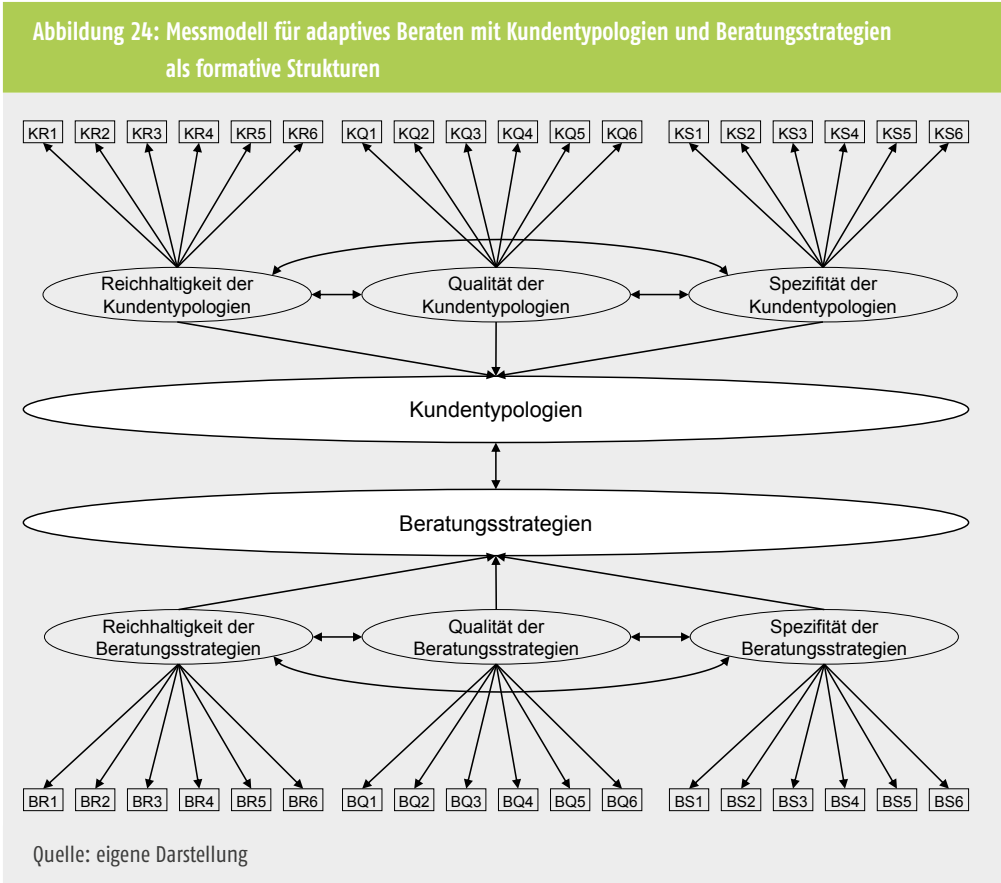 Abbildung 24: Messmodell für adaptives Beraten mit Kundentypologien und Beratungsstrategien
als formative Strukturen
KR1 KR2 KR3 KR4 KR5 KR6 KQ1 KQ2 KQ3 KQ4 KQ5 KQ6 KS1 KS2 KS3 KS4 KS5 KS6
Reichhaltigkeit der
Kundentypologien
Qualität der
Kundentypologien
Spezifität der
Kundentypologien
Kundentypologien
Beratungsstrategien
Reichhaltigkeit der
Beratungsstrategien
Qualität der
Beratungsstrategien
Spezifität der
Beratungsstrategien
BR1 BR2 BR3 BR4 BR5 BR6 BQ1 BQ2 BQ3 BQ4 BQ5 BQ6 BS1 BS2 BS3 BS4 BS5 BS6
Quelle: eigene Darstellung